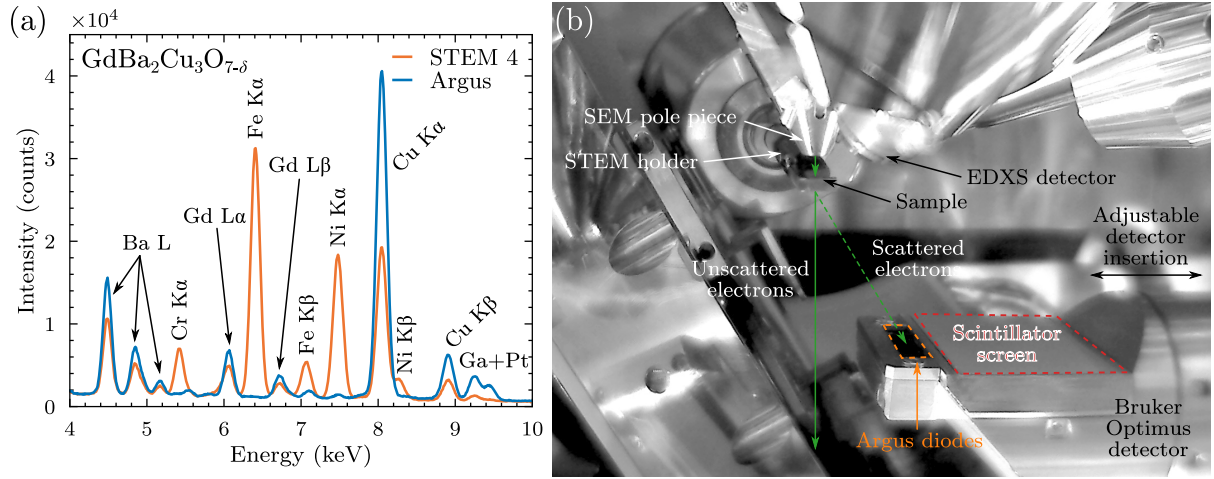 (a)
×10⁴
GdBa₂Cu₃O₇₋δ
STEM 4
Argus
Intensity (counts)
4
3
2
1
0
Ba L
Cr Kα
Gd Lα
Fe Kα
Gd Lβ
Fe Kβ
Ni Kα
Cu Kα
Ni Kβ
Cu Kβ
Ga+Pt
4
5
6
7
8
9
10
Energy (keV)
(b)
SEM pole piece
STEM holder
EDXS detector
Sample
Adjustable
detector
insertion
Unscattered
electrons
Scattered
electrons
Scintillator
screen
Argus diodes
Bruker
Optimus
detector